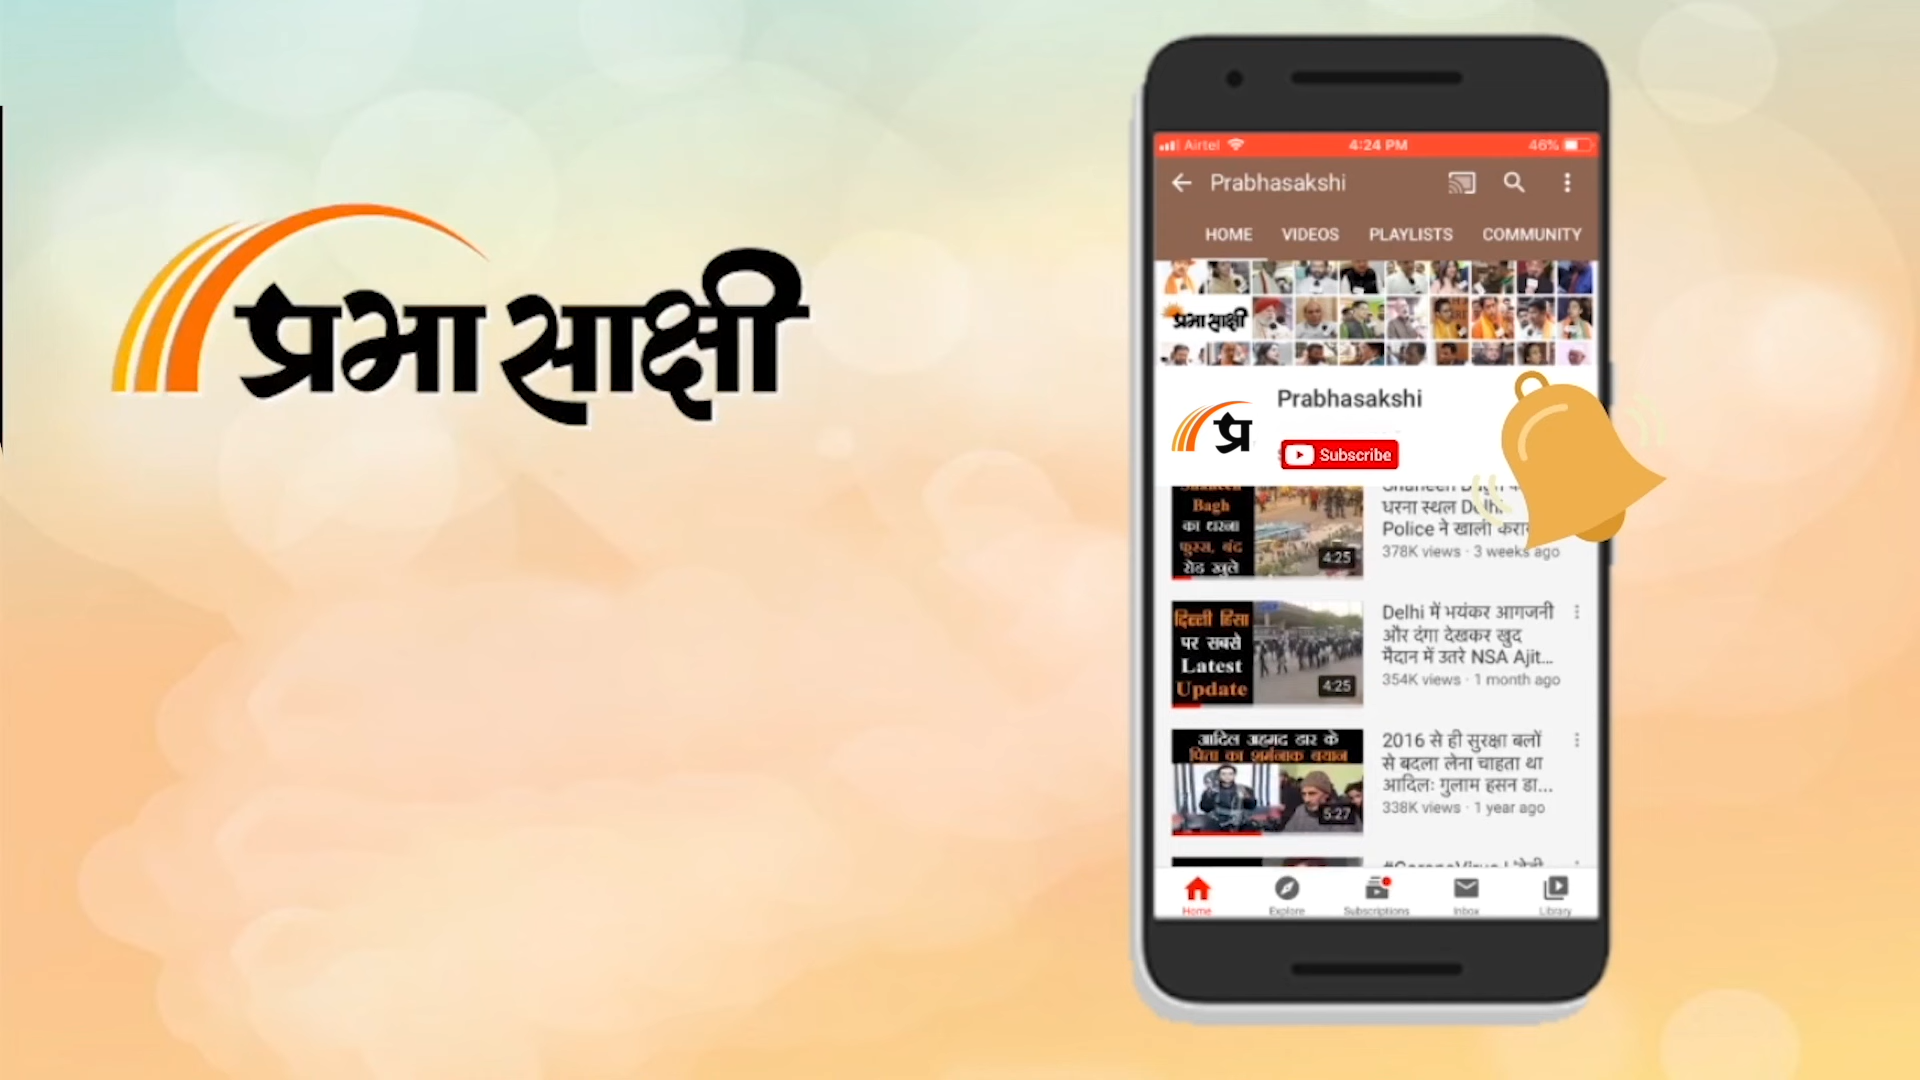 प्रभासाक्षी
Airtel 4:24 PM 46%
Prabhasakshi
HOME VIDEOS PLAYLISTS COMMUNITY
प्रभासाक्षी
Prabhasakshi
प्र
Subscribe
Bagh
का धरना
फुस्स, बंद
रोड खुले
4:25
धरना स्थल Delhi
Police ने खाली
378K views · 3 weeks ago
दिल्ली हिंसा
पर सबसे
Latest
Update
4:25
Delhi में भयंकर आगजनी
और दंगा देखकर खुद
मैदान में उतरे NSA Ajit...
354K views · 1 month ago
आदिल अहमद डार के
पिता का शर्मनाक बयान
5:27
2016 से ही सुरक्षा बलों
से बदला लेना चाहता था
आदिलः गुलाम हसन डा...
338K views · 1 year ago
Home Explore Subscriptions Inbox Library